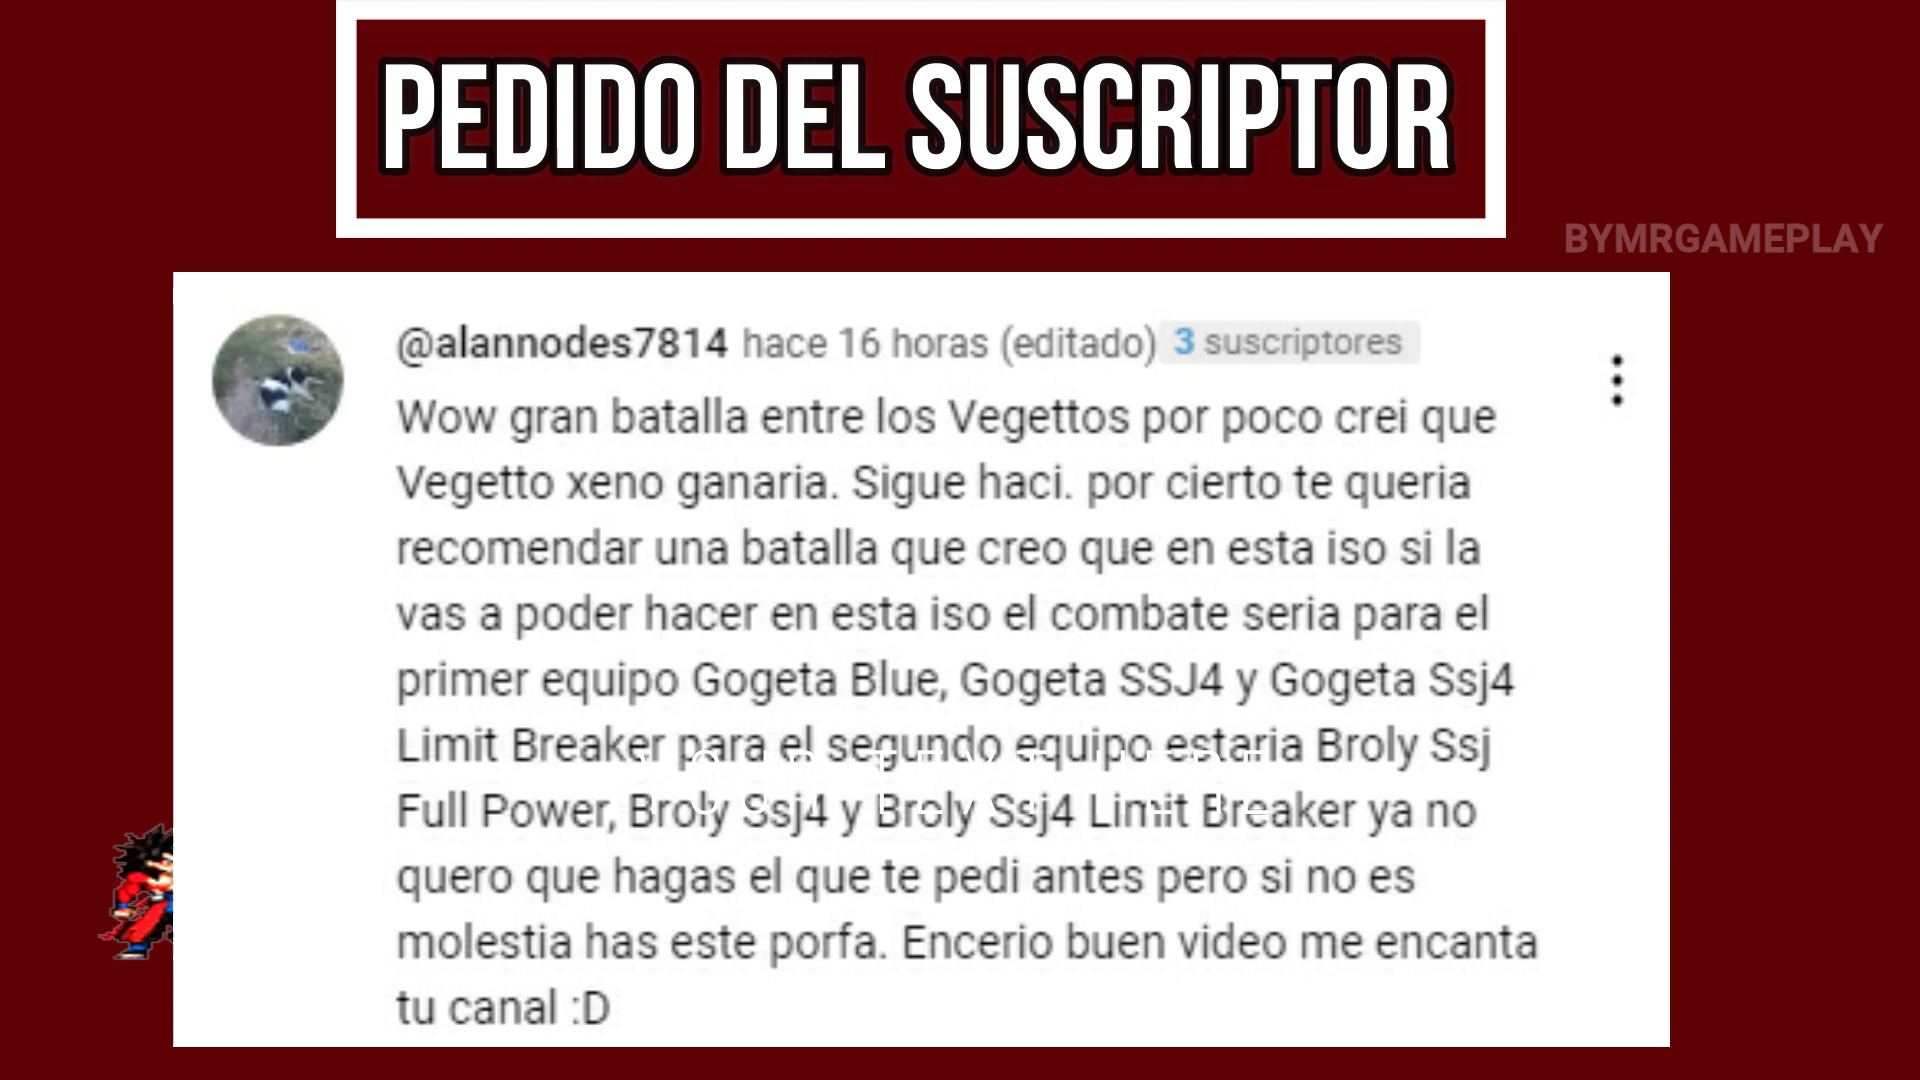 PEDIDO DEL SUSCRIPTOR
BYMRGAMEPLAY
@alannodes7814 hace 16 horas (editado) 3 suscriptores
Wow gran batalla entre los Vegettos por poco crei que
Vegetto xeno ganaria. Sigue haci. por cierto te queria
recomendar una batalla que creo que en esta iso si la
vas a poder hacer en esta iso el combate seria para el
primer equipo Gogeta Blue, Gogeta SSJ4 y Gogeta Ssj4
Limit Breaker para el segundo equipo estaria Broly Ssj
YOUR TEXT HERE
Full Power, Broly Ssj4 y Broly Ssj4 Limit Breaker ya no
quero que hagas el que te pedi antes pero si no es
molestia has este porfa. Encerio buen video me encanta
tu canal :D